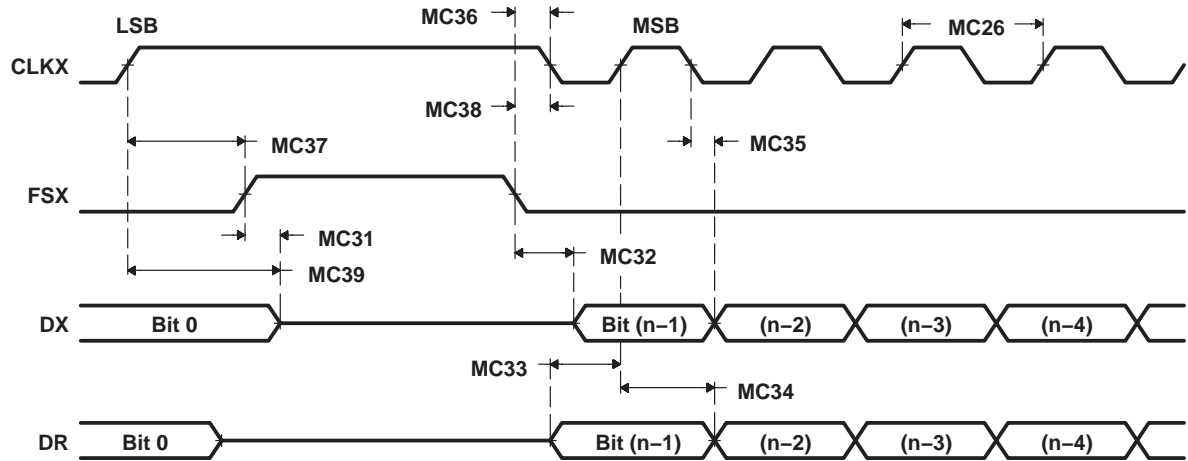 LSB MC36 MSB MC26
CLKX
MC38
MC37 MC35
FSX
MC31 MC32
MC39
DX Bit 0 Bit (n−1) (n−2) (n−3) (n−4)
MC33
MC34
DR Bit 0 Bit (n−1) (n−2) (n−3) (n−4)